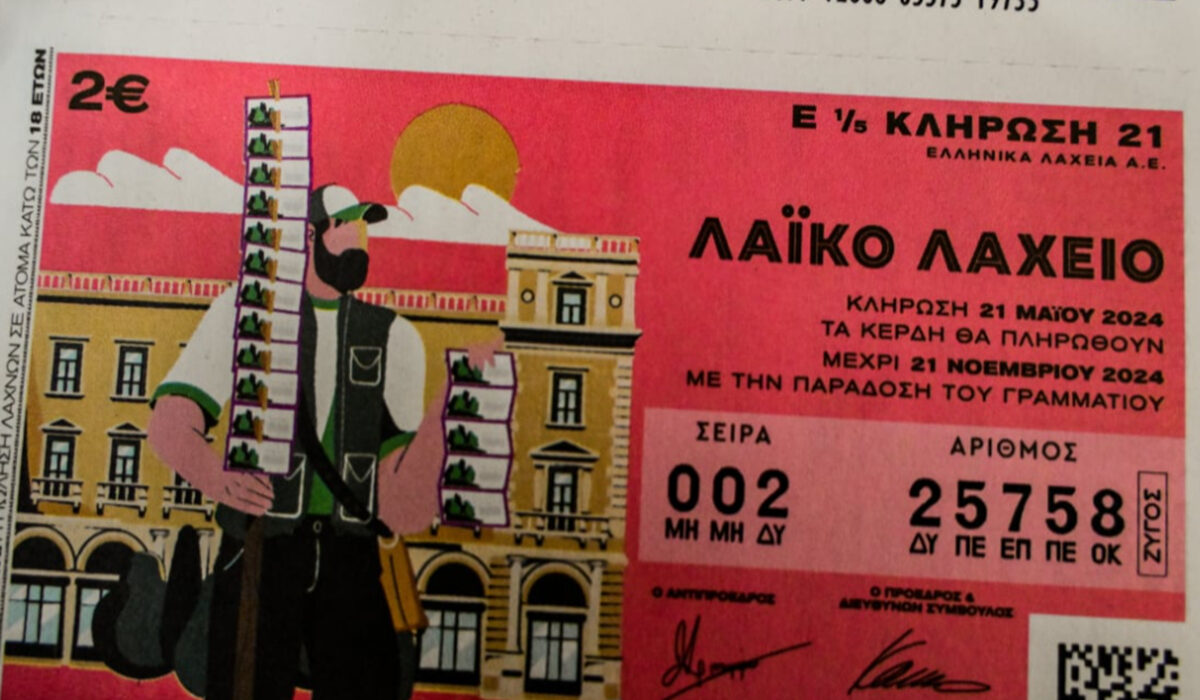 2€
Ε 1/5 ΚΛΗΡΩΣΗ 21
ΕΛΛΗΝΙΚΑ ΛΑΧΕΙΑ Α.Ε.
ΛΑΪΚΟ ΛΑΧΕΙΟ
ΚΛΗΡΩΣΗ 21 ΜΑΪΟΥ 2024
ΤΑ ΚΕΡΔΗ ΘΑ ΠΛΗΡΩΘΟΥΝ
ΜΕΧΡΙ 21 ΝΟΕΜΒΡΙΟΥ 2024
ΜΕ ΤΗΝ ΠΑΡΑΔΟΣΗ ΤΟΥ ΓΡΑΜΜΑΤΙΟΥ
ΣΕΙΡΑ
002
ΜΗ ΜΗ ΔΥ
ΑΡΙΘΜΟΣ
25758
ΔΥ ΠΕ ΕΠ ΠΕ ΟΚ
ΖΥΓΟΣ
Ο ΑΝΤΙΠΡΟΕΔΡΟΣ
Ο ΠΡΟΕΔΡΟΣ &
ΔΙΕΥΘΥΝΩΝ ΣΥΜΒΟΥΛΟΣ
ΛΑΧΝΩΝ ΣΕ ΑΤΟΜΑ ΚΑΤΩ ΤΩΝ 18 ΕΤΩΝ